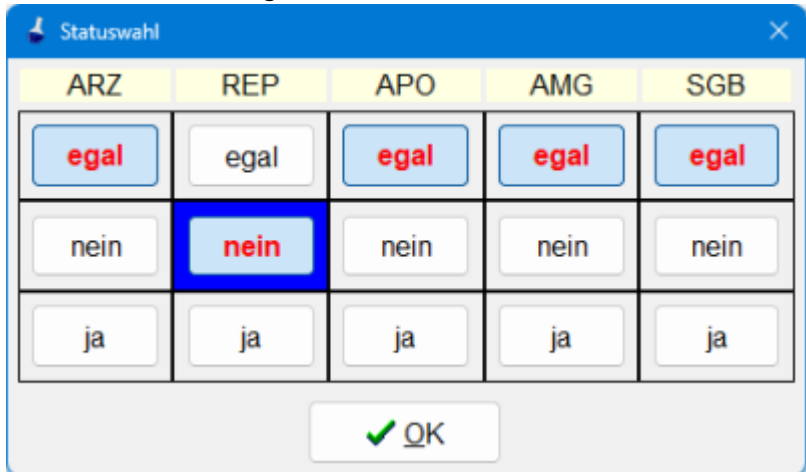 Statuswahl
ARZ REP APO AMG SGB
egal egal egal egal egal
nein nein nein nein nein
ja ja ja ja ja
OK